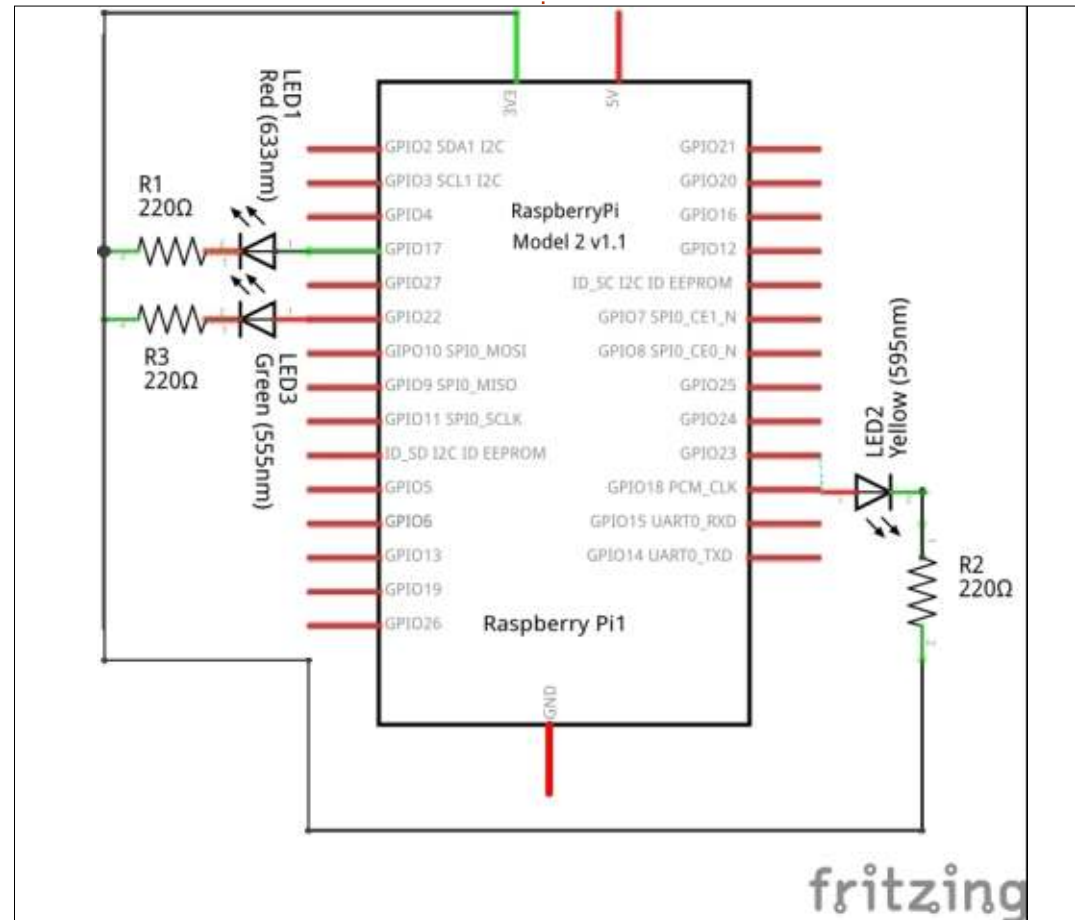 3V3
5V
LED1
Red (633nm)
R1
220Ω
R3
220Ω
LED3
Green (555nm)
GPIO2 SDA1 I2C
GPIO3 SCL1 I2C
GPIO4
GPIO17
GPIO27
GPIO22
GIPO10 SPI0_MOSI
GPIO9 SPI0_MISO
GPIO11 SPI0_SCLK
ID_SD I2C ID EEPROM
GPIO5
GPIO6
GPIO13
GPIO19
GPIO26
RaspberryPi
Model 2 v1.1
GPIO21
GPIO20
GPIO16
GPIO12
ID_SC I2C ID EEPROM
GPIO7 SPI0_CE1_N
GPIO8 SPI0_CE0_N
GPIO25
GPIO24
GPIO23
GPIO18 PCM_CLK
GPIO15 UART0_RXD
GPIO14 UART0_TXD
Raspberry Pi1
GND
LED2
Yellow (595nm)
R2
220Ω
fritzing